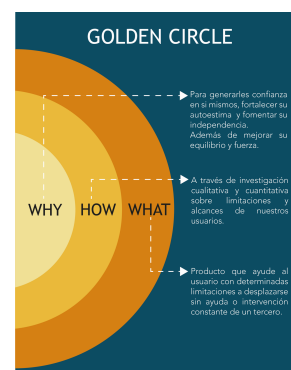 GOLDEN CIRCLE
Para generarles confianza
en si mismos, fortalecer su
autoestima y fomentar su
independencia.
Además de mejorar su
equilibrio y fuerza.
A través de investigación
cualitativa y cuantitativa
sobre limitaciones y
alcances de nuestros
usuarios.
WHY HOW WHAT
Producto que ayude al
usuario con determinadas
limitaciones a desplazarse
sin ayuda o intervención
constante de un tercero.